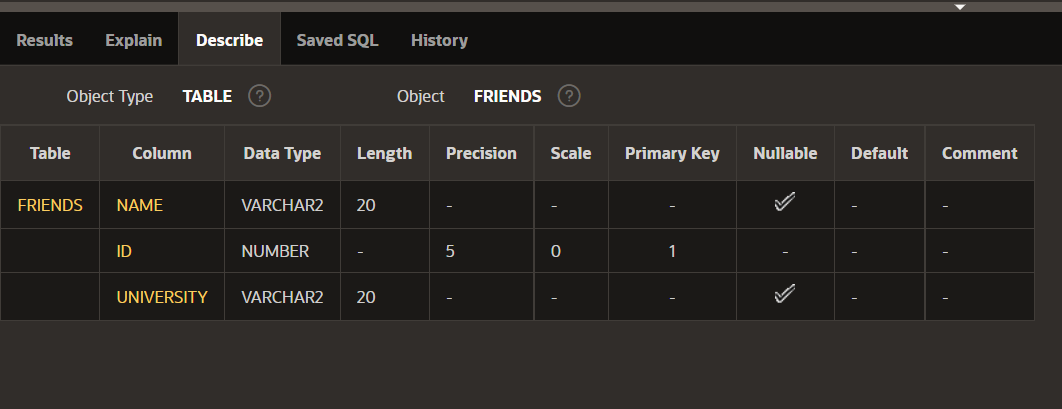 Results Explain Describe Saved SQL History
Object Type TABLE ? Object FRIENDS ?
Table Column Data Type Length Precision Scale Primary Key Nullable Default Comment
FRIENDS NAME VARCHAR2 20 - - - - -
ID NUMBER - 5 0 1 - - -
UNIVERSITY VARCHAR2 20 - - - - -